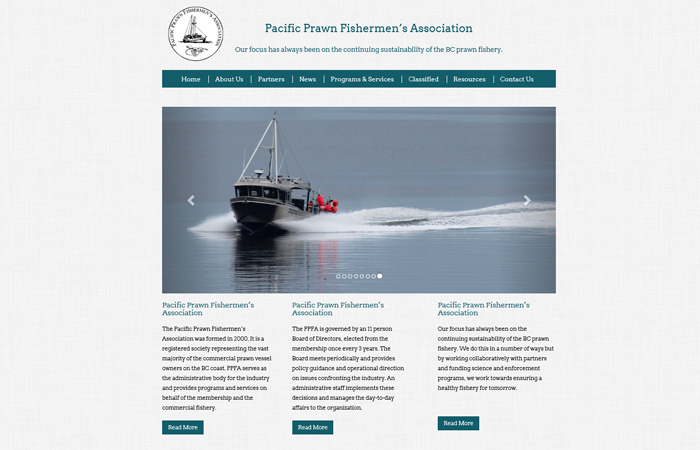 PACIFIC PRAWN FISHERMEN'S ASSOCIATION
Pacific Prawn Fishermen's Association
Our focus has always been on the continuing sustainability of the BC prawn fishery.
Home | About Us | Partners | News | Programs & Services | Classified | Resources | Contact Us
Pacific Prawn Fishermen's
Association
The Pacific Prawn Fishermen's
Association was formed in 2000. It is a
registered society representing the vast
majority of the commercial prawn vessel
owners on the BC coast. PPFA serves as
the administrative body for the industry
and provides programs and services on
behalf of the membership and the
commercial fishery.
Read More
Pacific Prawn Fishermen's
Association
The PPFA is governed by an 11 person
Board of Directors, elected from the
membership once every 3 years. The
Board meets periodically and provides
policy guidance and operational direction
on issues confronting the industry. An
administrative staff implements these
decisions and manages the day-to-day
affairs to the organization.
Read More
Pacific Prawn Fishermen's
Association
Our focus has always been on the
continuing sustainability of the BC prawn
fishery. We do this in a number of ways but
by working collaboratively with partners
and funding science and enforcement
programs, we work towards ensuring a
healthy fishery for tomorrow.
Read More